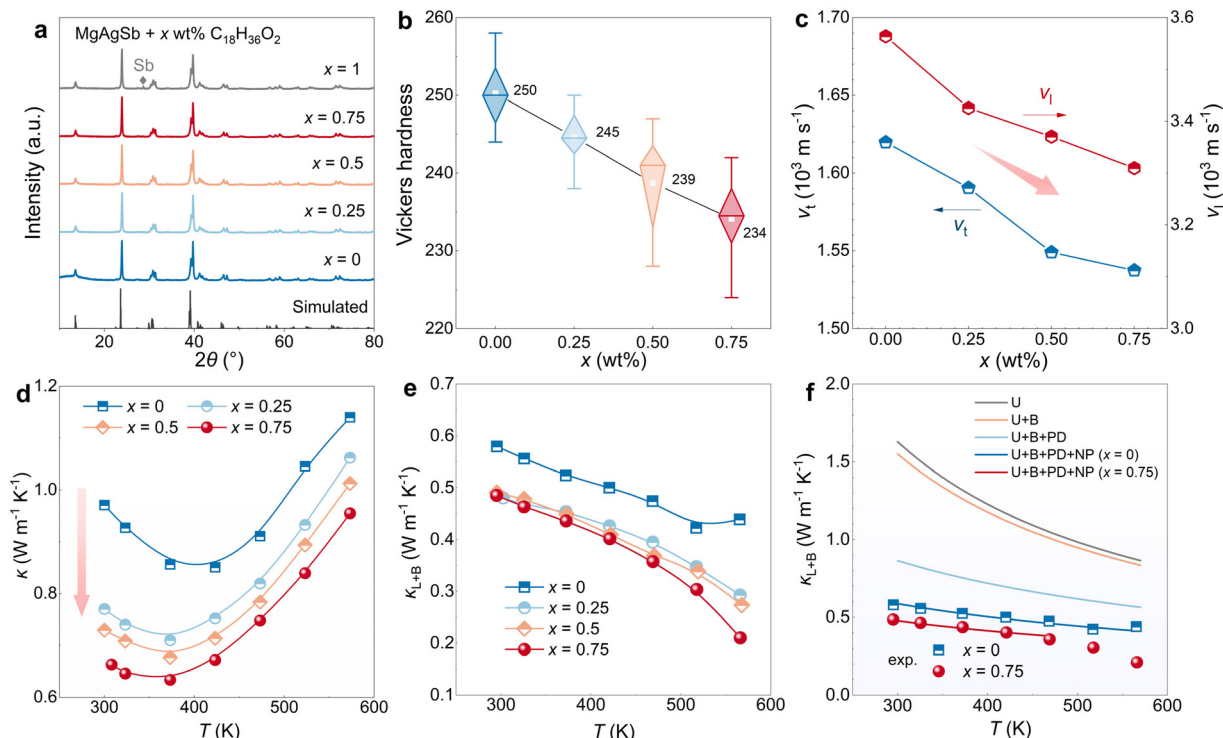 a
MgAgSb + x wt% C₁₈H₃₆O₂
Sb
x = 1
x = 0.75
x = 0.5
x = 0.25
x = 0
Simulated
Intensity (a.u.)
20 40 60 80
2θ (°)
b
260
250
240
230
220
Vickers hardness
250
245
239
234
0.00 0.25 0.50 0.75
x (wt%)
c
1.70
1.65
1.60
1.55
1.50
vₜ (10³ m s⁻¹)
vₗ
vₜ
3.6
3.4
3.2
3.0
vₗ (10³ m s⁻¹)
0.00 0.25 0.50 0.75
x (wt%)
d
1.2
1.0
0.8
0.6
κ (W m⁻¹ K⁻¹)
x = 0 x = 0.25
x = 0.5 x = 0.75
300 400 500 600
T (K)
e
0.7
0.6
0.5
0.4
0.3
0.2
0.1
κL+B (W m⁻¹ K⁻¹)
x = 0
x = 0.25
x = 0.5
x = 0.75
300 400 500 600
T (K)
f
2.0
1.5
1.0
0.5
0.0
κL+B (W m⁻¹ K⁻¹)
U
U+B
U+B+PD
U+B+PD+NP (x = 0)
U+B+PD+NP (x = 0.75)
exp.
x = 0
x = 0.75
300 400 500 600
T (K)